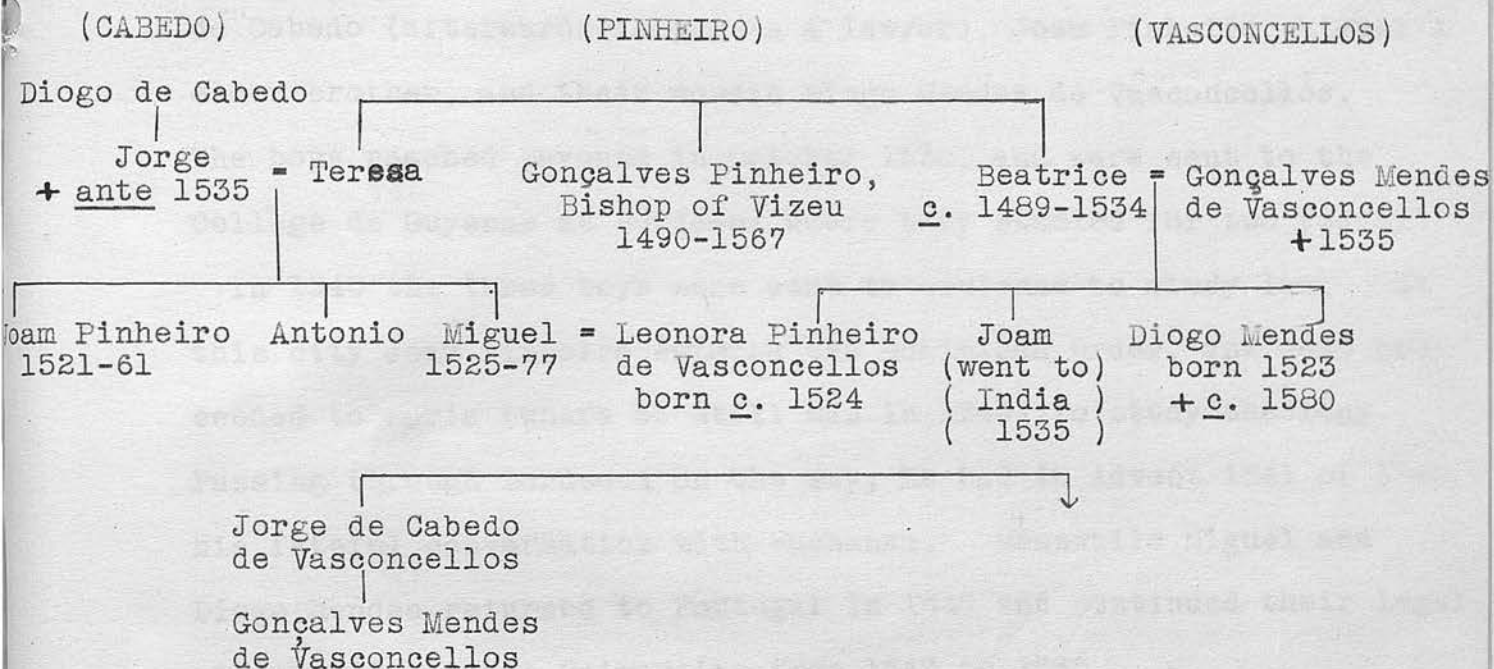 (CABEDO) (PINHEIRO) (VASCONCELLOS)
Diogo de Cabedo
Jorge = Teresa Gonçalves Pinheiro, Beatrice = Gonçalves Mendes
+ ante 1535 Bishop of Vizeu c. 1489-1534 de Vasconcellos
1490-1567 +1535
oam Pinheiro Antonio Miguel = Leonora Pinheiro Joam Diogo Mendes
1521-61 1525-77 de Vasconcellos (went to) born 1523
born c. 1524 ( India ) + c. 1580
( 1535 )
Jorge de Cabedo
de Vasconcellos
Gonçalves Mendes
de Vasconcellos